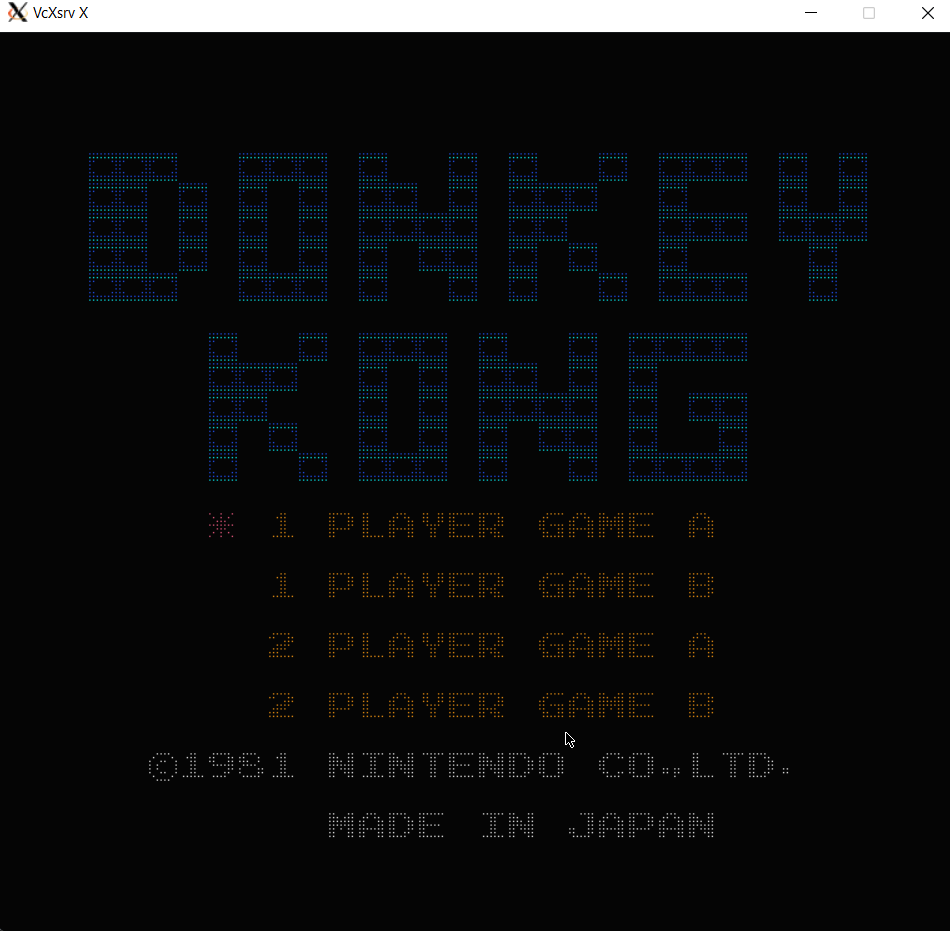 VcXsrv X
DONKEY
KONG
* 1 PLAYER GAME A
1 PLAYER GAME B
2 PLAYER GAME A
2 PLAYER GAME B
©1981 NINTENDO CO.,LTD.
MADE IN JAPAN